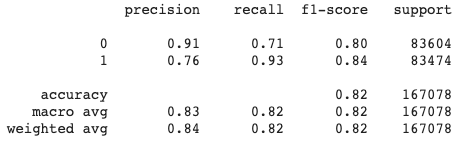 precision recall f1-score support
0 0.91 0.71 0.80 83604
1 0.76 0.93 0.84 83474
accuracy 0.82 167078
macro avg 0.83 0.82 0.82 167078
weighted avg 0.84 0.82 0.82 167078